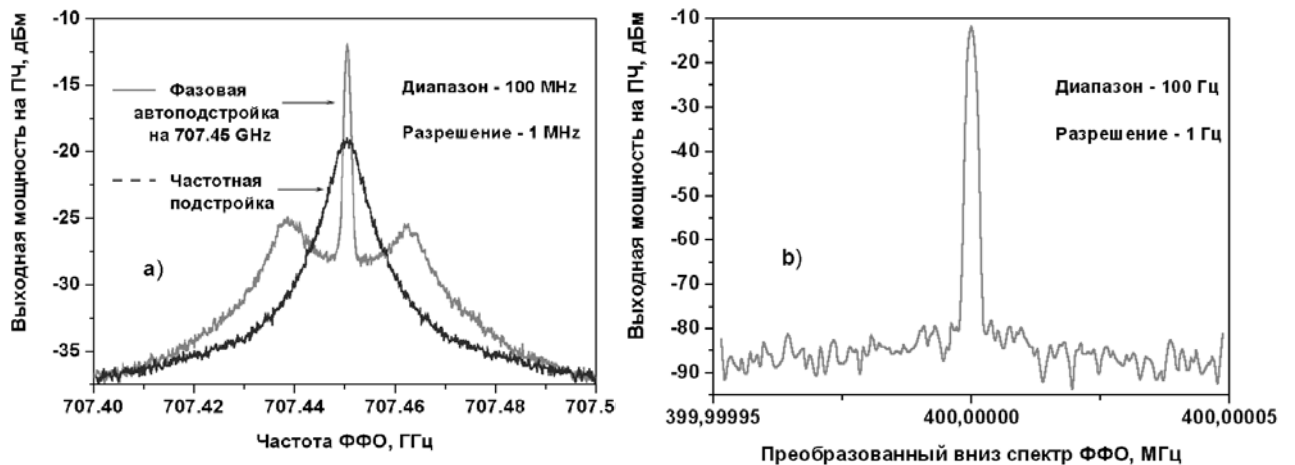 Выходная мощность на ПЧ, дБм
-10
-15
-20
-25
-30
-35
Фазовая
автоподстройка
на 707.45 GHz
Частотная
подстройка
Диапазон - 100 MHz
Разрешение - 1 MHz
a)
707.40
707.42
707.44
707.46
707.48
707.5
Частота ФФО, ГГц
Выходная мощность на ПЧ, дБм
-10
-20
-30
-40
-50
-60
-70
-80
-90
Диапазон - 100 Гц
Разрешение - 1 Гц
b)
399,99995
400,00000
400,00005
Преобразованный вниз спектр ФФО, МГц